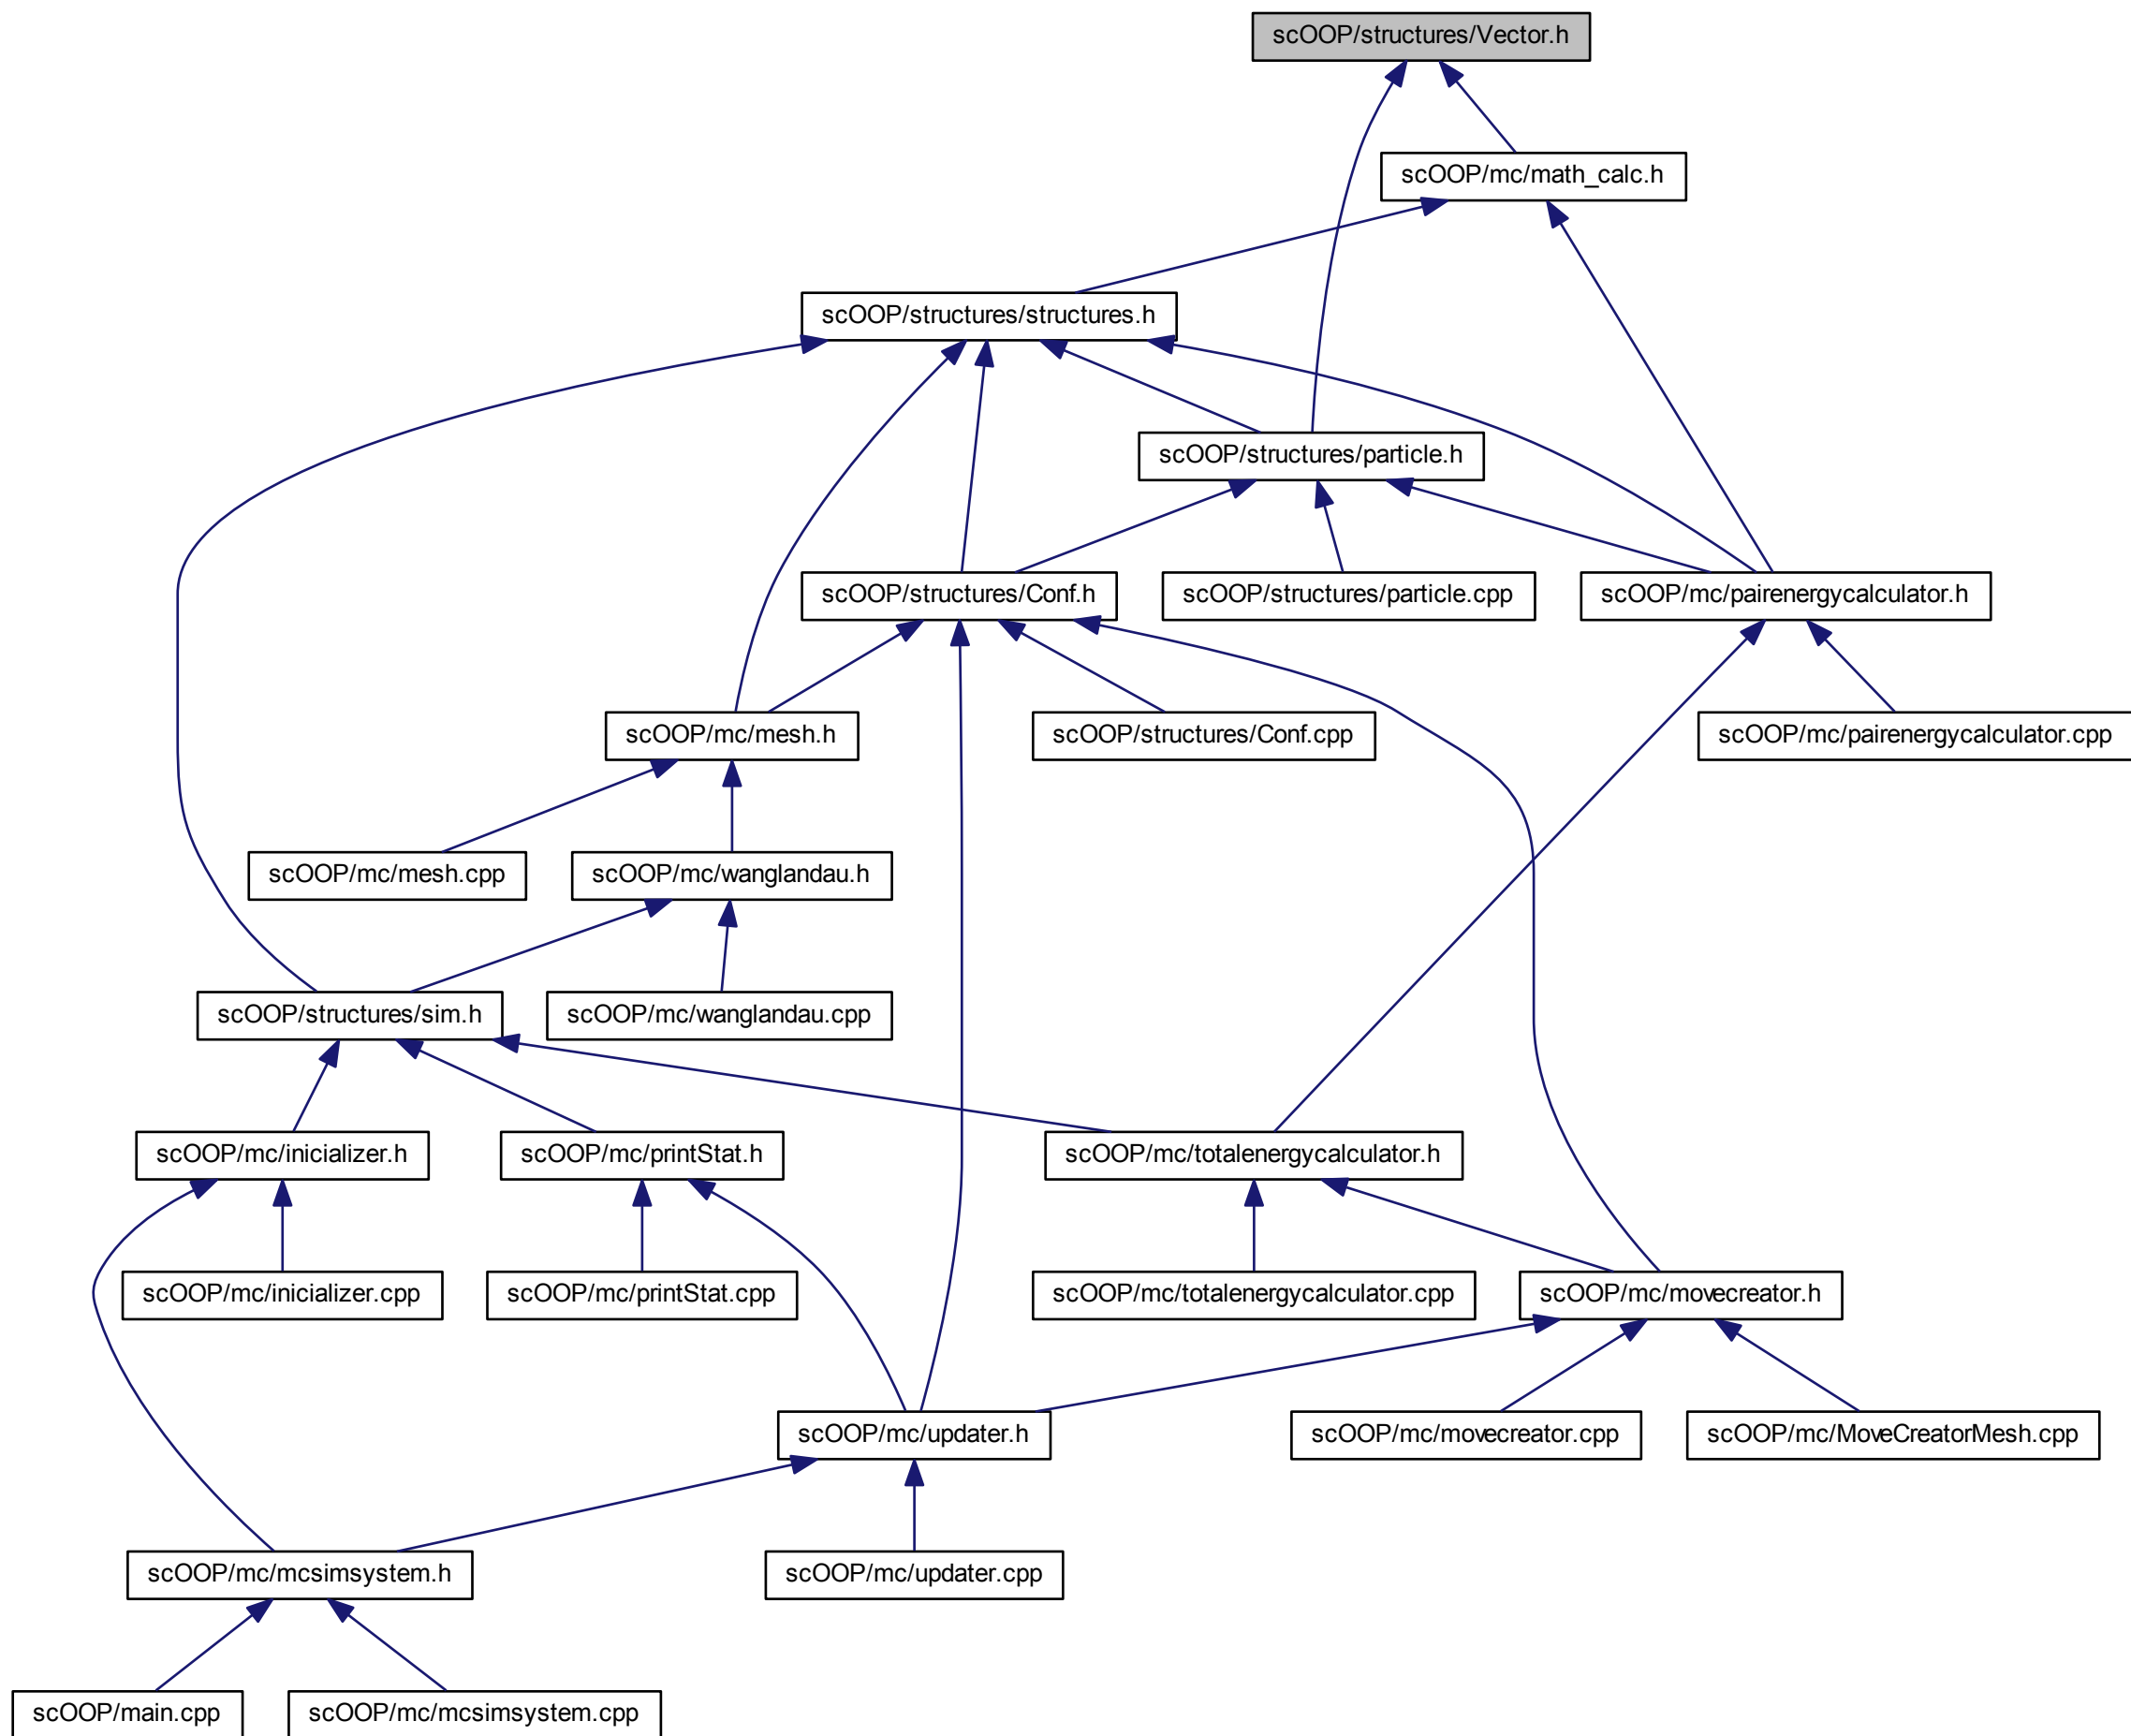 scOOP/structures/Vector.h
scOOP/mc/math_calc.h
scOOP/structures/structures.h
scOOP/structures/particle.h
scOOP/structures/Conf.h
scOOP/structures/particle.cpp
scOOP/mc/pairenergycalculator.h
scOOP/mc/mesh.h
scOOP/structures/Conf.cpp
scOOP/mc/pairenergycalculator.cpp
scOOP/mc/mesh.cpp
scOOP/mc/wanglandau.h
scOOP/structures/sim.h
scOOP/mc/wanglandau.cpp
scOOP/mc/inicializer.h
scOOP/mc/printStat.h
scOOP/mc/totalenergycalculator.h
scOOP/mc/inicializer.cpp
scOOP/mc/printStat.cpp
scOOP/mc/totalenergycalculator.cpp
scOOP/mc/movecreator.h
scOOP/mc/updater.h
scOOP/mc/movecreator.cpp
scOOP/mc/MoveCreatorMesh.cpp
scOOP/mc/mcsimsystem.h
scOOP/mc/updater.cpp
scOOP/main.cpp
scOOP/mc/mcsimsystem.cpp